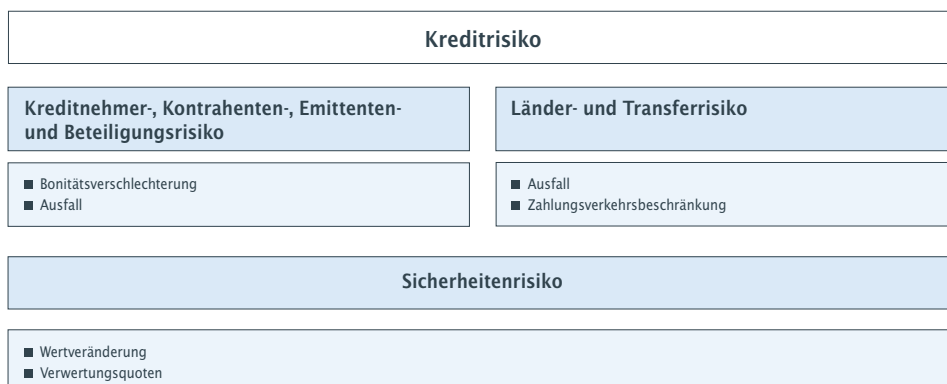 Kreditrisiko
Kreditnehmer-, Kontrahenten-, Emittenten-
und Beteiligungsrisiko
■ Bonitätsverschlechterung
■ Ausfall
Länder- und Transferrisiko
■ Ausfall
■ Zahlungsverkehrsbeschränkung
Sicherheitenrisiko
■ Wertveränderung
■ Verwertungsquoten